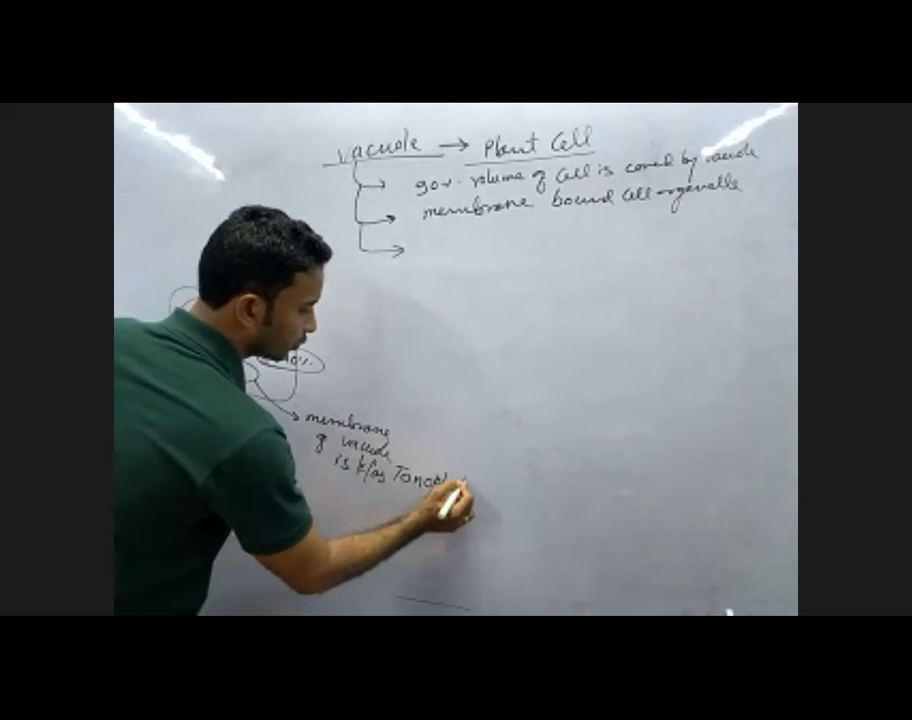 vacuole → Plant Cell
90%. volume of Cell is coverd by vacuole
membrane bound Cell organelle
membrane
of vacuole
is k/as Tonopl